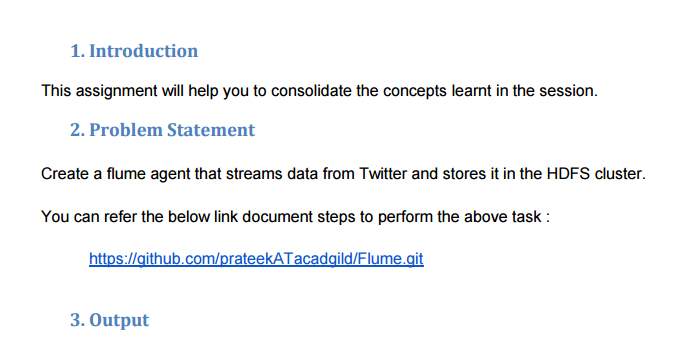 1. Introduction
This assignment will help you to consolidate the concepts learnt in the session.
2. Problem Statement
Create a flume agent that streams data from Twitter and stores it in the HDFS cluster.
You can refer the below link document steps to perform the above task :
https://github.com/prateekATacadgild/Flume.git
3. Output